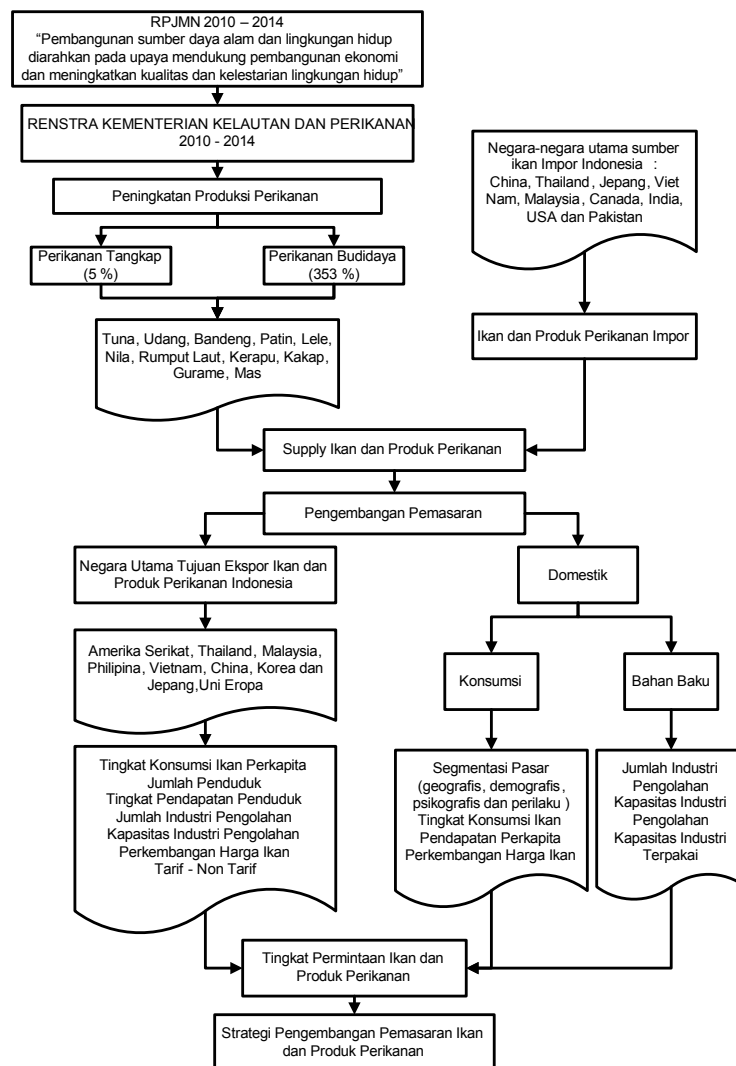 RPJMN 2010 – 2014
“Pembangunan sumber daya alam dan lingkungan hidup
diarahkan pada upaya mendukung pembangunan ekonomi
dan meningkatkan kualitas dan kelestarian lingkungan hidup”
RENSTRA KEMENTERIAN KELAUTAN DAN PERIKANAN
2010 - 2014
Negara-negara utama sumber
ikan Impor Indonesia :
China, Thailand, Jepang, Viet
Nam, Malaysia, Canada, India,
USA dan Pakistan
Peningkatan Produksi Perikanan
Perikanan Tangkap
(5 %)
Perikanan Budidaya
(353 %)
Tuna, Udang, Bandeng, Patin, Lele,
Nila, Rumput Laut, Kerapu, Kakap,
Gurame, Mas
Ikan dan Produk Perikanan Impor
Supply Ikan dan Produk Perikanan
Pengembangan Pemasaran
Negara Utama Tujuan Ekspor Ikan dan
Produk Perikanan Indonesia
Domestik
Amerika Serikat, Thailand, Malaysia,
Philipina, Vietnam, China, Korea dan
Jepang,Uni Eropa
Konsumsi
Bahan Baku
Tingkat Konsumsi Ikan Perkapita
Jumlah Penduduk
Tingkat Pendapatan Penduduk
Jumlah Industri Pengolahan
Kapasitas Industri Pengolahan
Perkembangan Harga Ikan
Tarif - Non Tarif
Segmentasi Pasar
(geografis, demografis,
psikografis dan perilaku )
Tingkat Konsumsi Ikan
Pendapatan Perkapita
Perkembangan Harga Ikan
Jumlah Industri
Pengolahan
Kapasitas Industri
Pengolahan
Kapasitas Industri
Terpakai
Tingkat Permintaan Ikan dan
Produk Perikanan
Strategi Pengembangan Pemasaran Ikan
dan Produk Perikanan